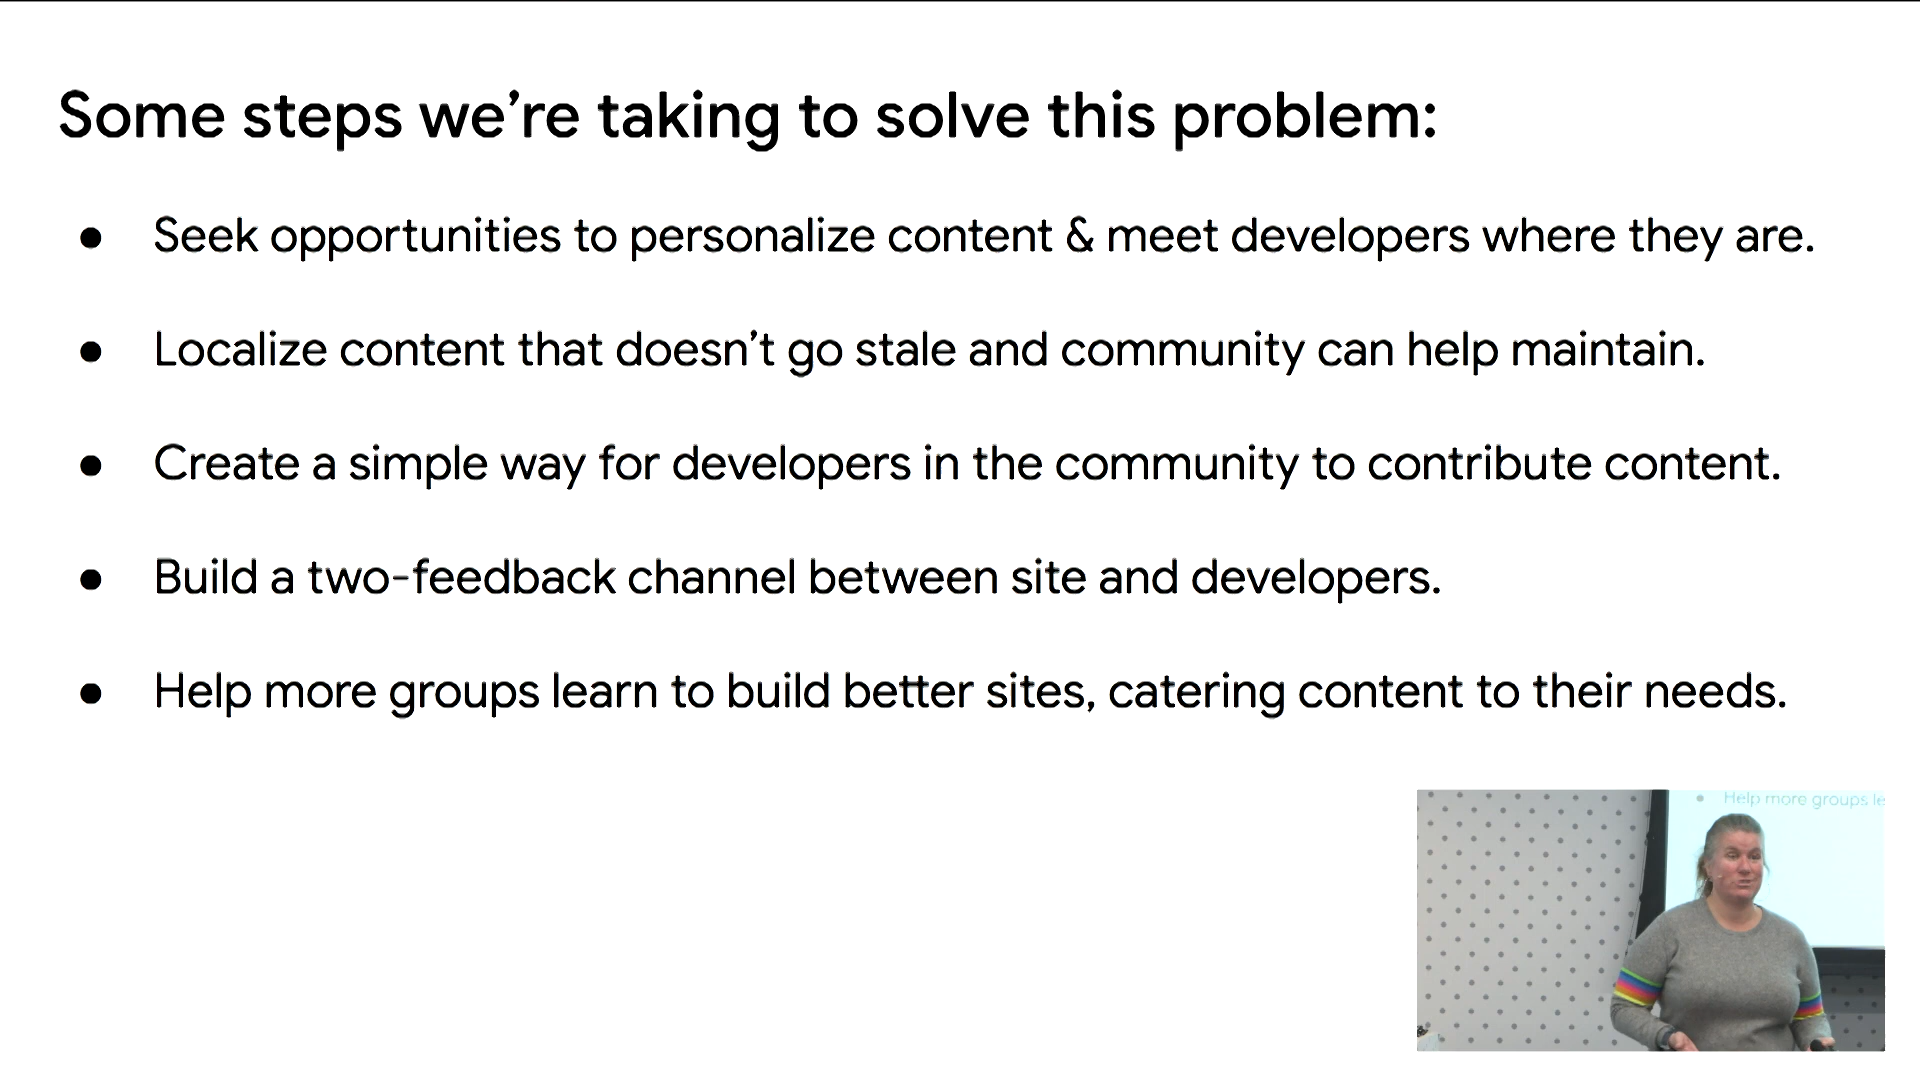 Some steps we’re taking to solve this problem:
● Seek opportunities to personalize content & meet developers where they are.
● Localize content that doesn’t go stale and community can help maintain.
● Create a simple way for developers in the community to contribute content.
● Build a two-feedback channel between site and developers.
● Help more groups learn to build better sites, catering content to their needs.
● Help more groups le